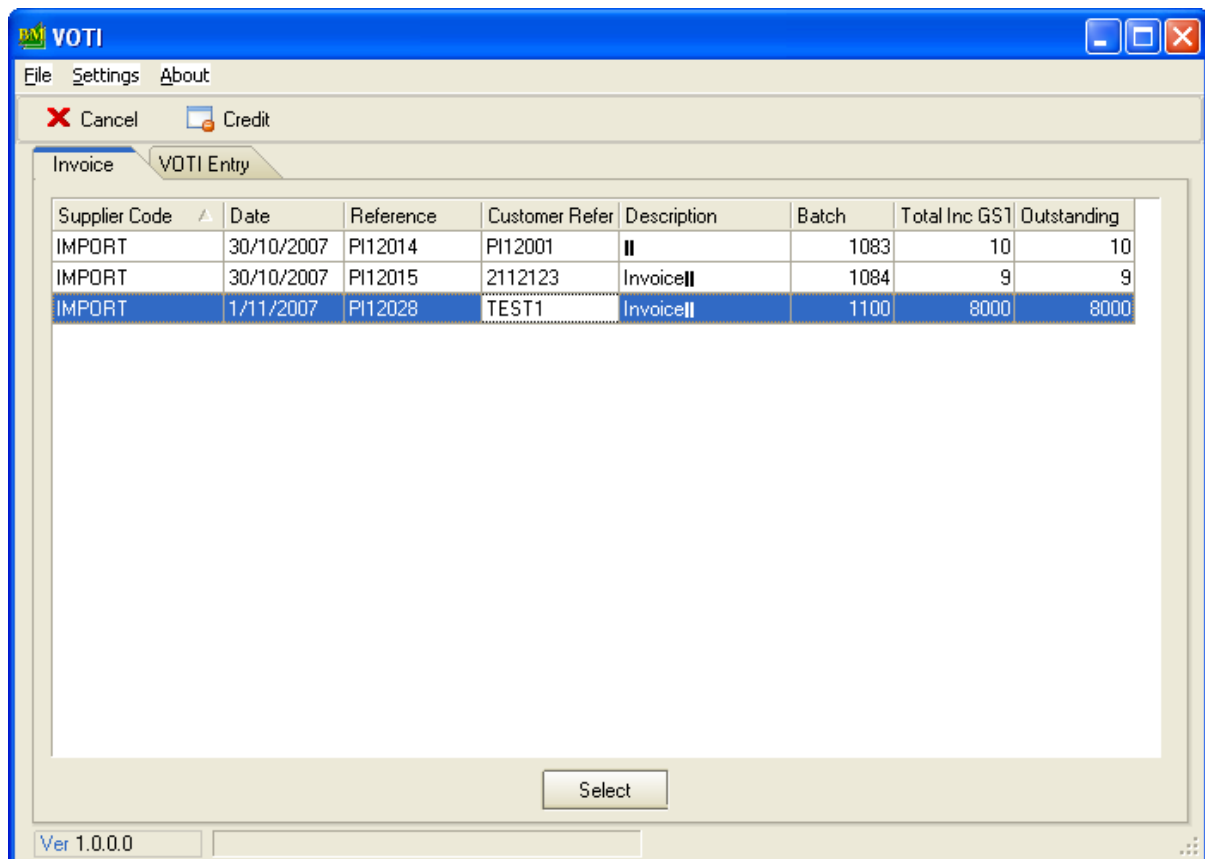 BM VOTI
File Settings About
Cancel Credit
Invoice VOTI Entry
Supplier Code Date Reference Customer Refer Description Batch Total Inc GST Outstanding
IMPORT 30/10/2007 PI12014 PI12001 || 1083 10 10
IMPORT 30/10/2007 PI12015 2112123 Invoice|| 1084 9 9
IMPORT 1/11/2007 PI12028 TEST1 Invoice|| 1100 8000 8000
Select
Ver 1.0.0.0